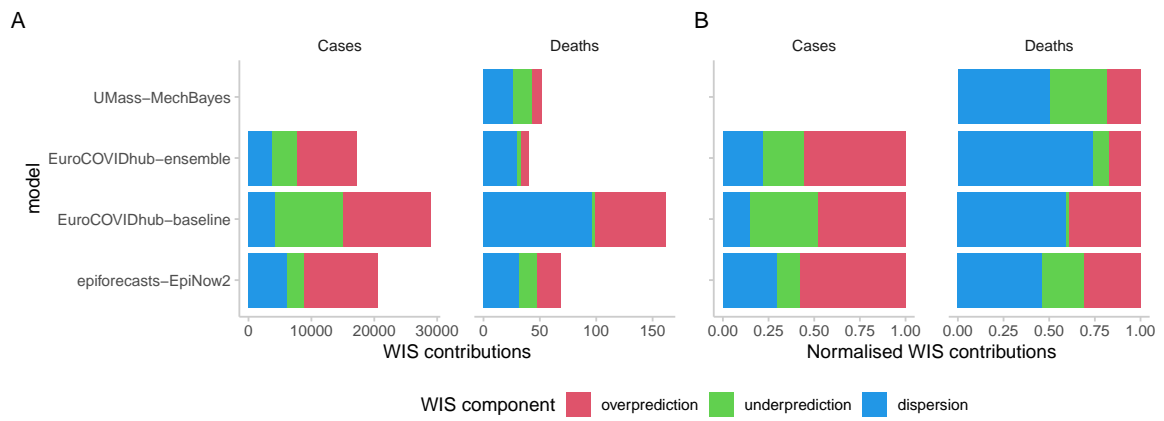 A
B
Cases
Deaths
Cases
Deaths
model
UMass−MechBayes
EuroCOVIDhub−ensemble
EuroCOVIDhub−baseline
epiforecasts−EpiNow2
0 10000 20000 30000
0 50 100 150
0.00 0.25 0.50 0.75 1.00
0.00 0.25 0.50 0.75 1.00
WIS contributions
Normalised WIS contributions
WIS component overprediction underprediction dispersion